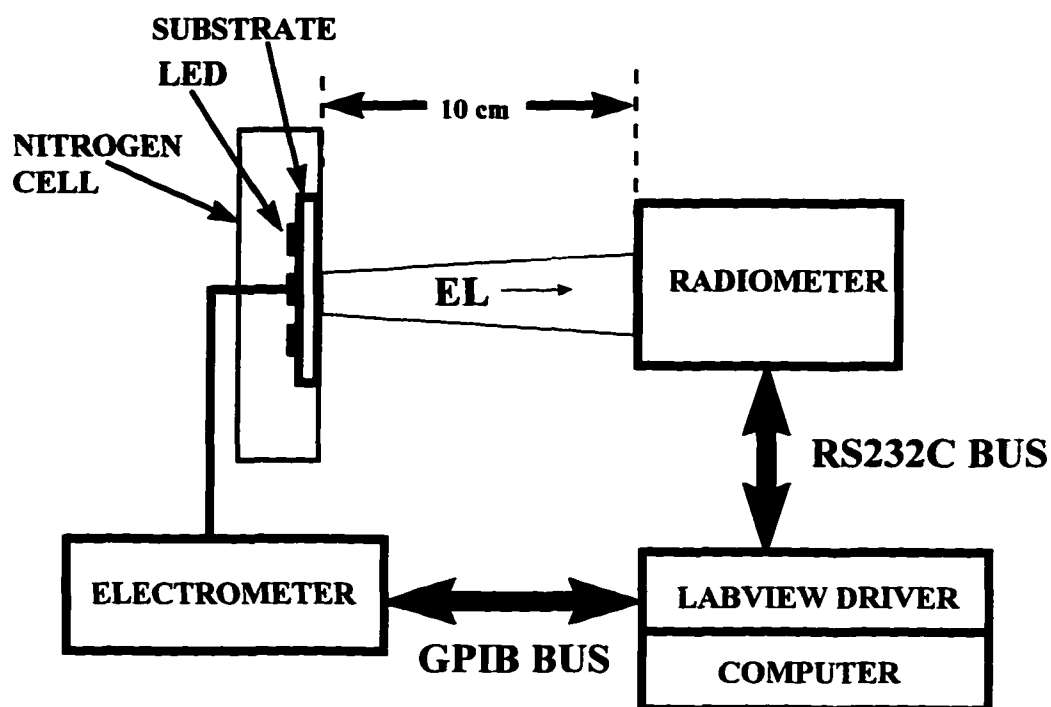 SUBSTRATE
LED
10 cm
NITROGEN
CELL
EL
RADIOMETER
RS232C BUS
ELECTROMETER
GPIB BUS
LABVIEW DRIVER
COMPUTER